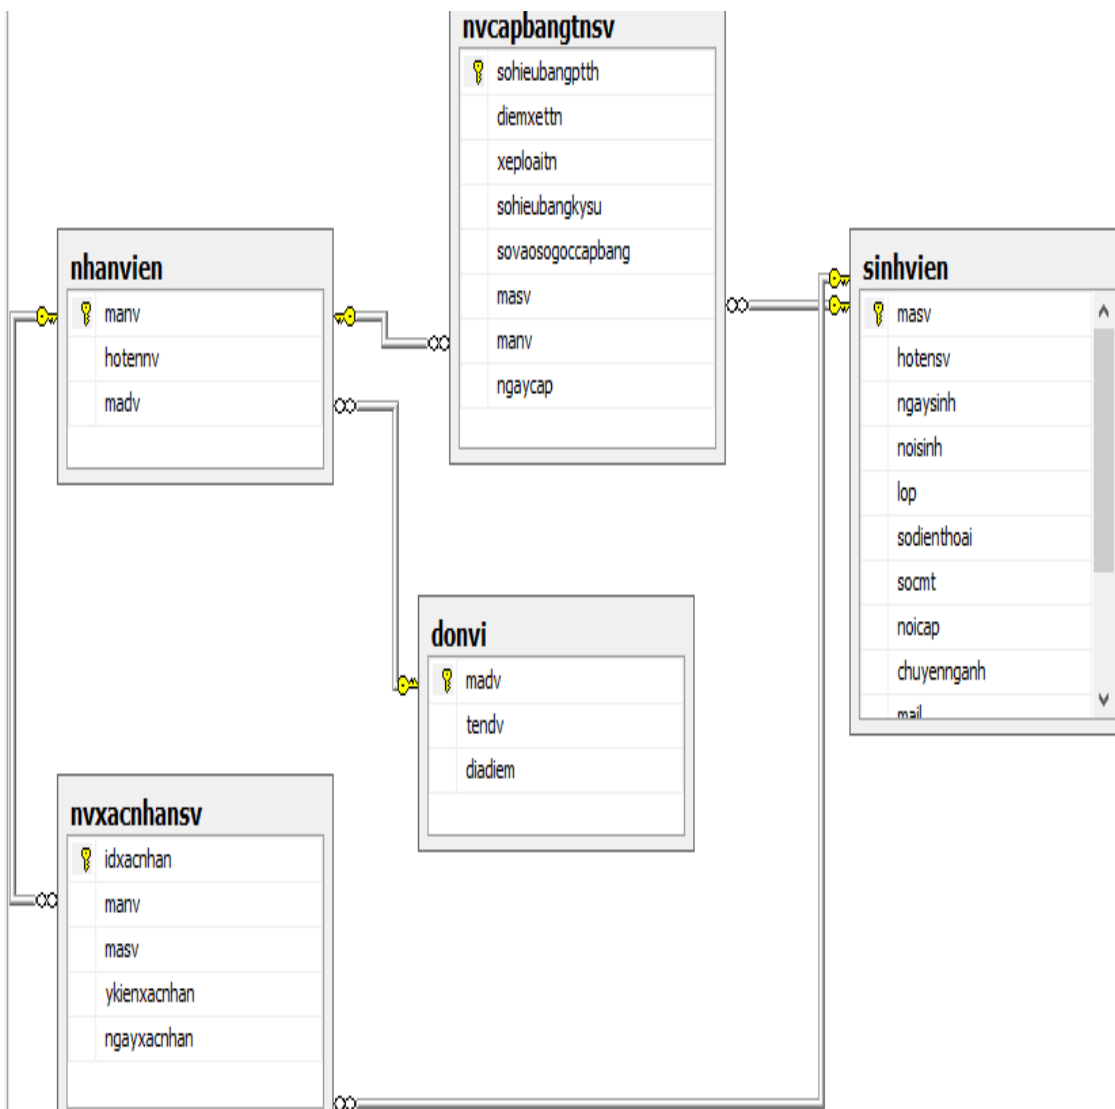 nvcapbangtnsv
sohieubangptth
diemxettn
xeploaitn
sohieubangkysu
sovaosogoccapbang
masv
manv
ngaycap
nhanvien
manv
hotennv
madv
sinhvien
masv
hotensv
ngaysinh
noisinh
lop
sodienthoai
socmt
noicap
chuyennganh
mail
donvi
madv
tendv
diadiem
nvxacnhansv
idxacnhan
manv
masv
ykienxacnhan
ngayxacnhan